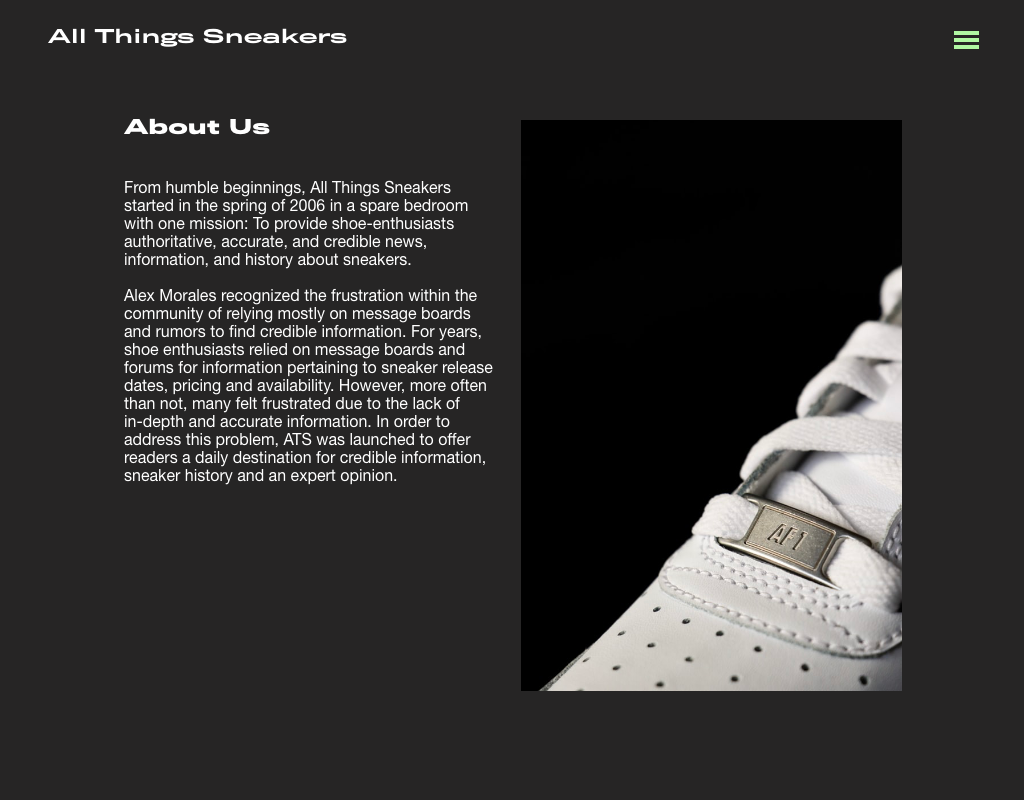 All Things Sneakers
About Us
From humble beginnings, All Things Sneakers
started in the spring of 2006 in a spare bedroom
with one mission: To provide shoe-enthusiasts
authoritative, accurate, and credible news,
information, and history about sneakers.
Alex Morales recognized the frustration within the
community of relying mostly on message boards
and rumors to find credible information. For years,
shoe enthusiasts relied on message boards and
forums for information pertaining to sneaker release
dates, pricing and availability. However, more often
than not, many felt frustrated due to the lack of
in-depth and accurate information. In order to
address this problem, ATS was launched to offer
readers a daily destination for credible information,
sneaker history and an expert opinion.
AF1